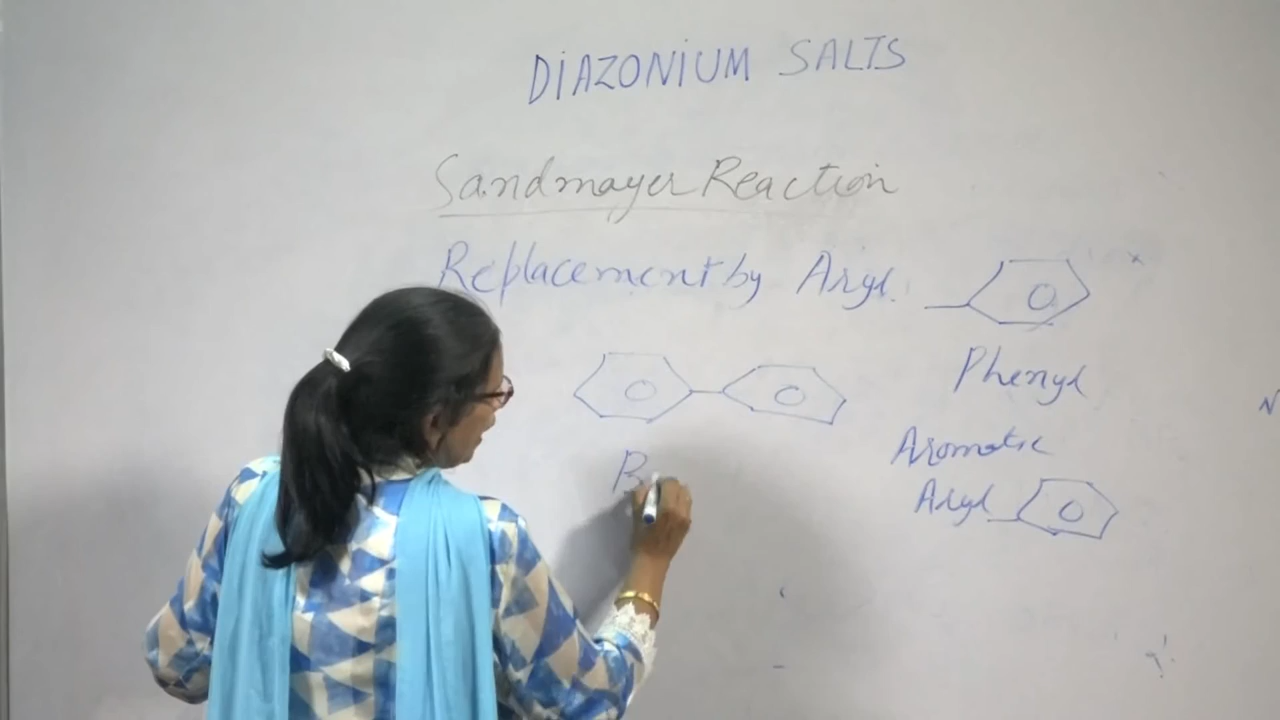 DIAZONIUM SALTS
Sandmayer Reaction
Replacement by Aryl.
Phenyl
Aromatic
Aryl
B
N